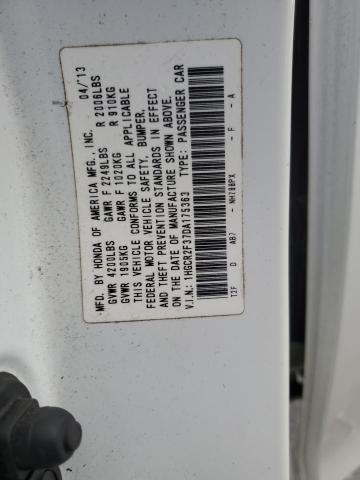 MFD. BY HONDA OF AMERICA MFG., INC. 04/13
GVWR 4200LBS GAWR F 2249LBS R 2006LBS
GVWR 1905KG GAWR F 1020KG R 910KG
THIS VEHICLE CONFORMS TO ALL APPLICABLE
FEDERAL MOTOR VEHICLE SAFETY, BUMPER,
AND THEFT PREVENTION STANDARDS IN EFFECT
ON THE DATE OF MANUFACTURE SHOWN ABOVE.
V.I.N.: 1HGCR2F37DA175363 TYPE: PASSENGER CAR
T2F D AB7 - NH788PX - F - A